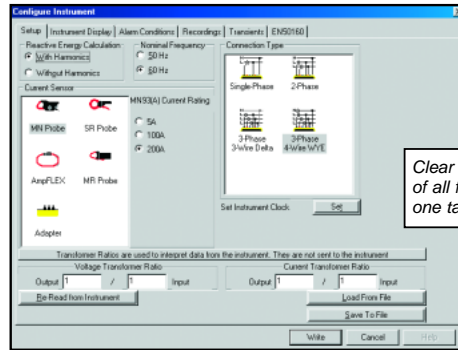 Configure Instrument
Setup | Instrument Display | Alarm Conditions | Recordings | Transients | EN50160
Reactive Energy Calculation
With Harmonics
Without Harmonics
Nominal Frequency
50 Hz
60 Hz
Connection Type
Single-Phase
2-Phase
3-Phase
3-Wire Delta
3-Phase
4-Wire WYE
Current Sensor
MN Probe
SR Probe
AmpFLEX
MR Probe
Adapter
MN93(A) Current Rating
5A
100A
200A
Set Instrument Clock
Set
Clear
of all
one ta
Transformer Ratios are used to interpret data from the instrument. They are not sent to the instrument
Voltage Transformer Ratio
Output 1 / 1 Input
Current Transformer Ratio
Output 1 / 1 Input
Re-Read from Instrument
Load From File
Save To File
Write
Cancel
Help